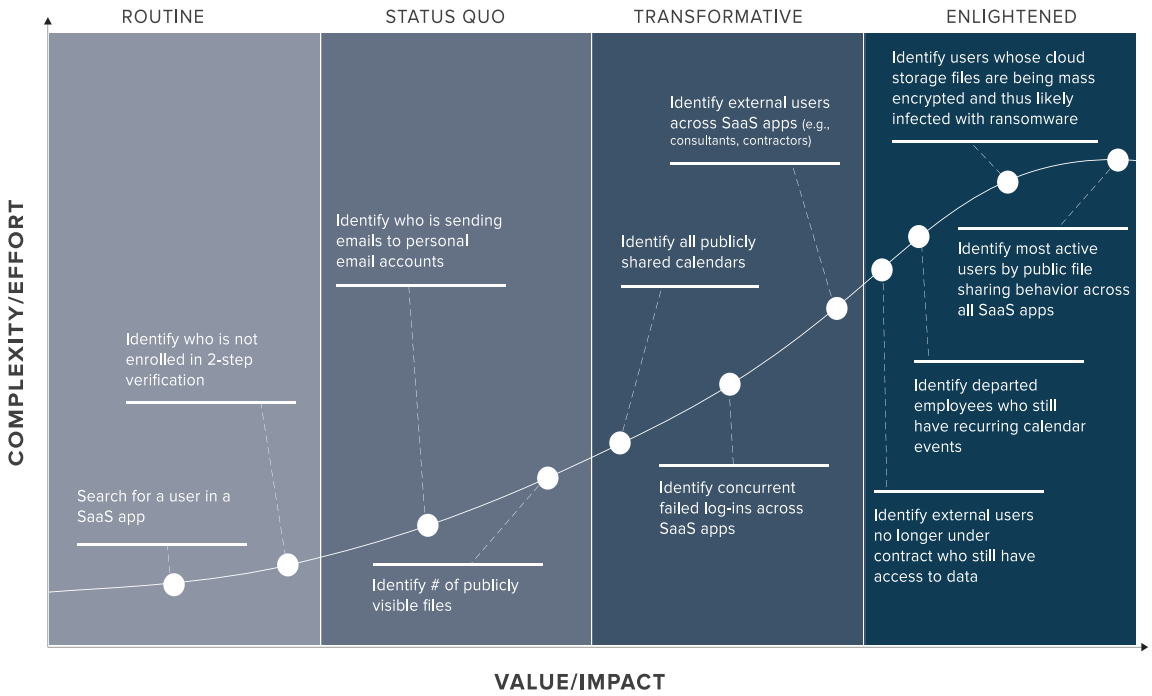 ROUTINE
STATUS QUO
TRANSFORMATIVE
ENLIGHTENED
COMPLEXITY/EFFORT
Search for a user in a
SaaS app
Identify who is not
enrolled in 2-step
verification
Identify who is sending
emails to personal
email accounts
Identify # of publicly
visible files
Identify all publicly
shared calendars
Identify concurrent
failed log-ins across
SaaS apps
Identify external users
across SaaS apps (e.g.,
consultants, contractors)
Identify external users
no longer under
contract who still have
access to data
Identify departed
employees who still
have recurring calendar
events
Identify users whose cloud
storage files are being mass
encrypted and thus likely
infected with ransomware
Identify most active
users by public file
sharing behavior across
all SaaS apps
VALUE/IMPACT